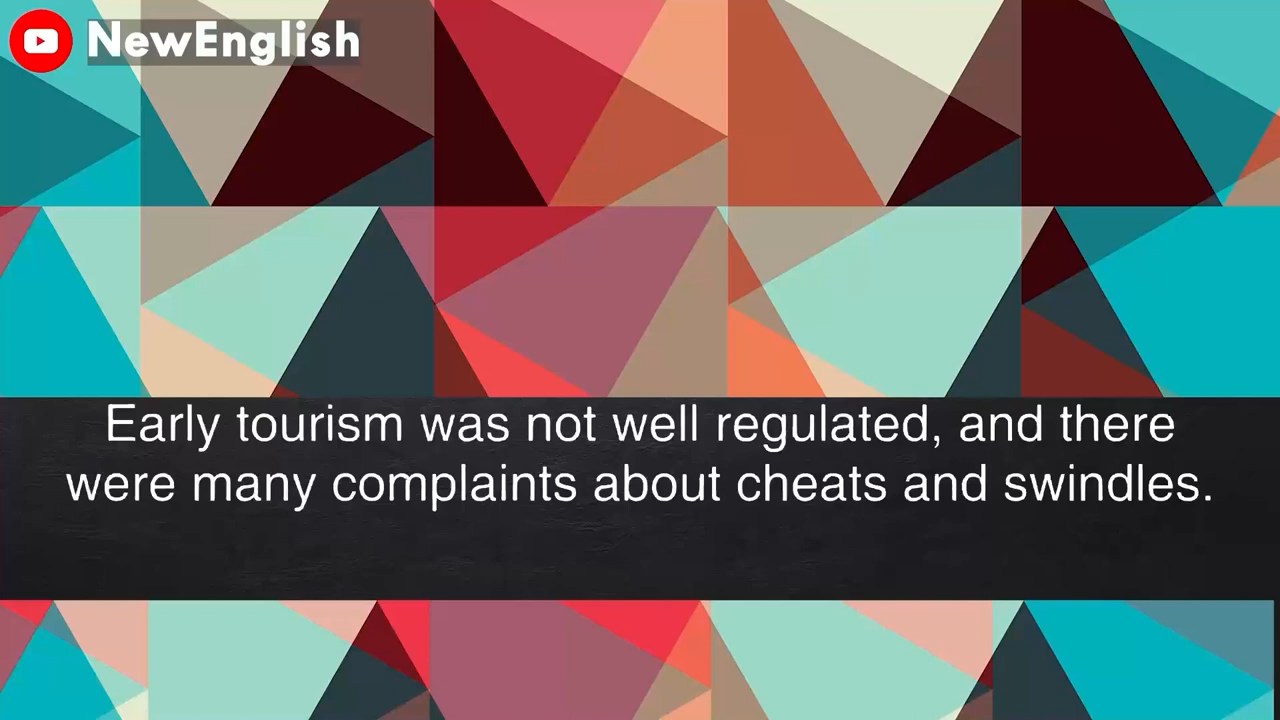 NewEnglish
Early tourism was not well regulated, and there
were many complaints about cheats and swindles.